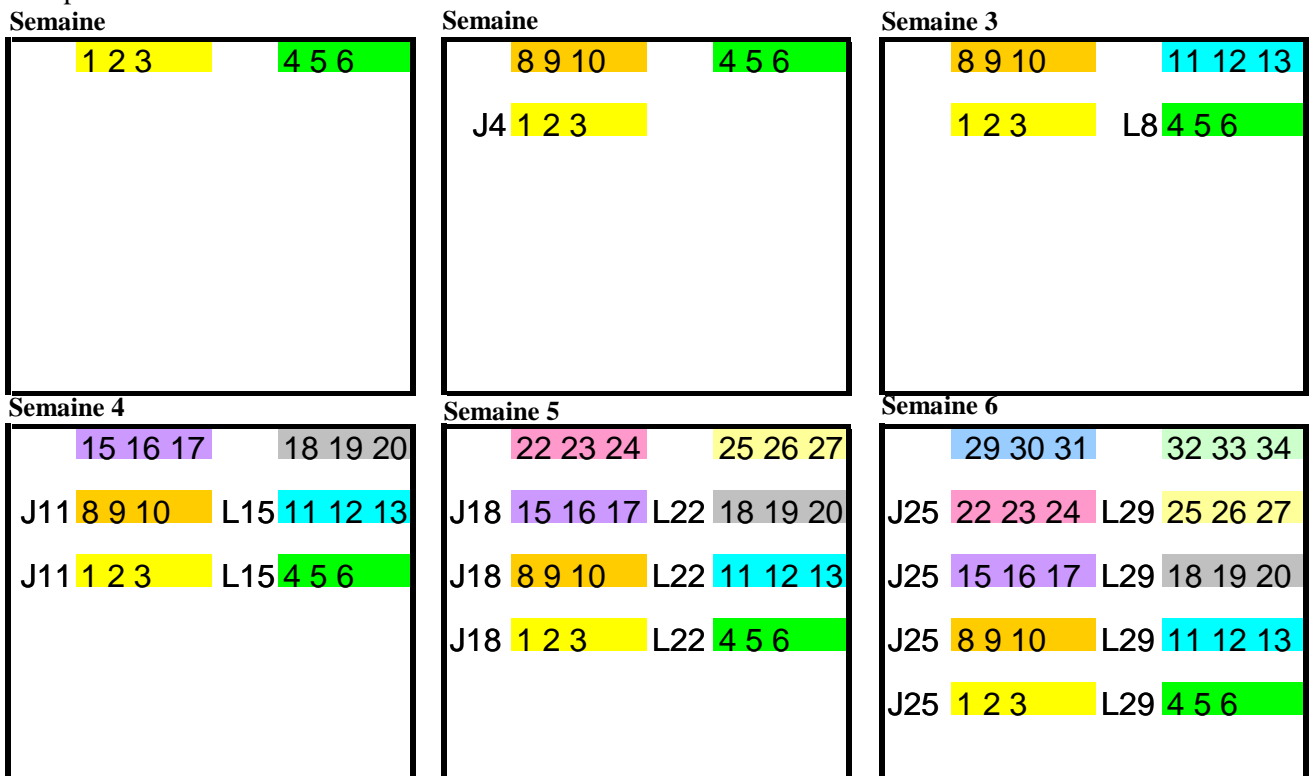 Semaine
1 2 3 4 5 6
Semaine
8 9 10 4 5 6
J4 1 2 3
Semaine 3
8 9 10 11 12 13
1 2 3 L8 4 5 6
Semaine 4
15 16 17 18 19 20
J11 8 9 10 L15 11 12 13
J11 1 2 3 L15 4 5 6
Semaine 5
22 23 24 25 26 27
J18 15 16 17 L22 18 19 20
J18 8 9 10 L22 11 12 13
J18 1 2 3 L22 4 5 6
Semaine 6
29 30 31 32 33 34
J25 22 23 24 L29 25 26 27
J25 15 16 17 L29 18 19 20
J25 8 9 10 L29 11 12 13
J25 1 2 3 L29 4 5 6